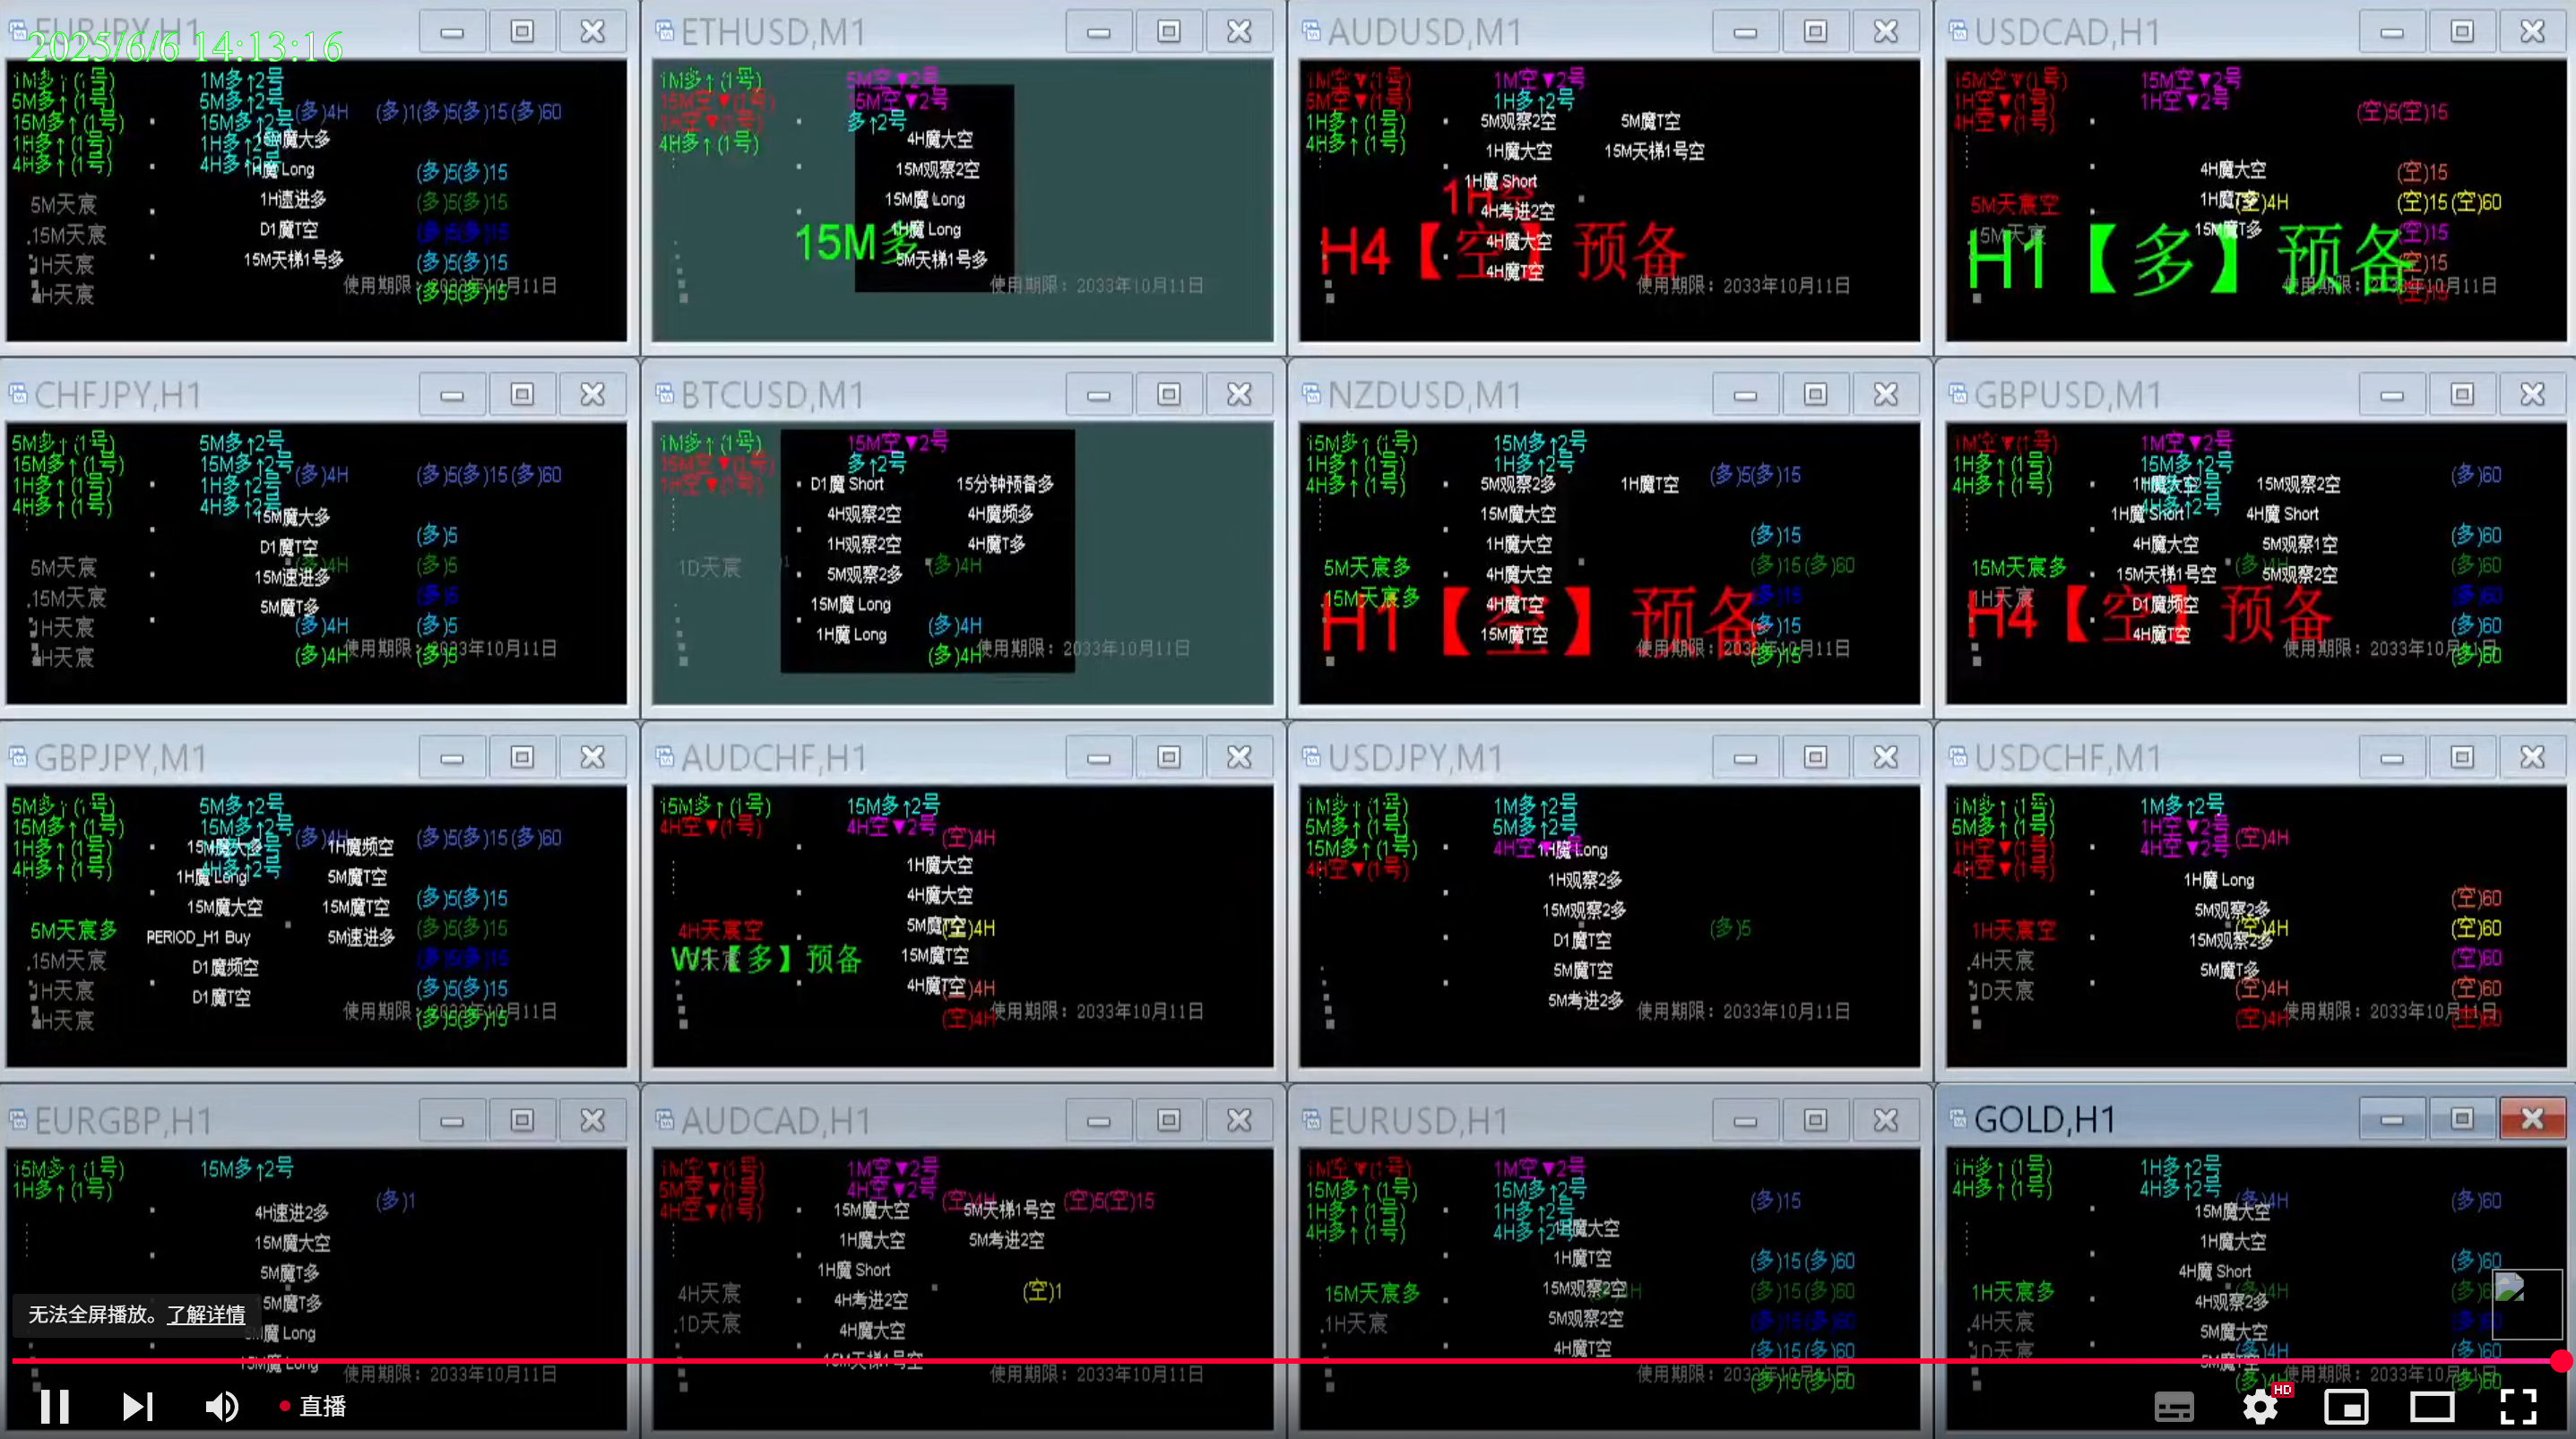 EURJPY,H1
2025/6/6 14:13:16
1M多↑(1号) 1M多↑2号
5M多↑(1号) 5M多↑2号
15M多↑(1号) 15M多↑2号 (多)4H (多)1(多)5(多)15(多)60
1H多↑(1号) 1H多↑2号
4H多↑(1号) 4H多↑2号
15M魔大多
1H魔 Long (多)5(多)15
5M天宸 1H速进多 (多)5(多)15
15M天宸 D1魔T空 (多)5(多)15
1H天宸 15M天梯1号多 (多)5(多)15
4H天宸 使用期限：2033年10月11日 (多)5(多)15
ETHUSD,M1
1M多↑(1号) 5M空▼2号
15M空▼(1号) 15M空▼2号
1H空▼(1号) 多↑2号
4H多↑(1号) 4H魔大空
15M观察2空
15M魔 Long
15M多 1H魔 Long
5M天梯1号多
使用期限：2033年10月11日
AUDUSD,M1
1M空▼(1号) 1M空▼2号
5M空▼(1号) 1H多↑2号
1H多↑(1号) 5M观察2空 5M魔T空
4H多↑(1号) 1H魔大空 15M天梯1号空
1H魔 Short
1H空
4H考进2空
H4【空】预备 4H魔大空
4H魔T空
使用期限：2033年10月11日
USDCAD,H1
15M空▼(1号) 15M空▼2号
1H空▼(1号) 1H空▼2号
4H空▼(1号) (空)5(空)15
4H魔大空 (空)15
5M天宸空 1H魔T多 (空)4H (空)15(空)60
15M天宸 15M魔T多 (空)15
H1【多】预备 (空)15
使用期限：2033年10月11日 (空)15
CHFJPY,H1
5M多↑(1号) 5M多↑2号
15M多↑(1号) 15M多↑2号 (多)4H (多)5(多)15(多)60
1H多↑(1号) 1H多↑2号
4H多↑(1号) 4H多↑2号
15M魔大多
D1魔T空 (多)5
5M天宸 15M速进多 (多)4H (多)5
15M天宸 5M魔T多 (多)5
1H天宸 (多)4H (多)5
4H天宸 (多)4H 使用期限：2033年10月11日 (多)5
BTCUSD,M1
1M多↑(1号) 15M空▼2号
15M空▼(1号) 多↑2号
1H空▼(1号) D1魔 Short 15分钟预备多
4H观察2空 4H魔频多
1H观察2空 4H魔T多
1D天宸 5M观察2多 (多)4H
15M魔 Long
1H魔 Long (多)4H
(多)4H 使用期限：2033年10月11日
NZDUSD,M1
15M多↑(1号) 15M多↑2号
1H多↑(1号) 1H多↑2号
4H多↑(1号) 5M观察2多 1H魔T空 (多)5(多)15
15M魔大空
1H魔大空 (多)15
5M天宸多 4H魔大空 (多)15(多)60
15M天宸多 4H魔T空 (多)15
H1【空】预备 15M魔T空 (多)15
使用期限：2033年10月11日 (多)15
GBPUSD,M1
1M空▼(1号) 1M空▼2号
1H多↑(1号) 15M多↑2号 (多)60
4H多↑(1号) 1H魔大空 15M观察2空
4H多↑2号
1H魔 Short 4H魔 Short
4H魔大空 5M观察1空 (多)60
15M天宸多 15M天梯1号空 (多)4H 5M观察2空 (多)60
1H天宸 D1魔频空 (多)60
H4【空】预备 4H魔T空 (多)60
使用期限：2033年10月11日 (多)60
GBPJPY,M1
5M多↑(1号) 5M多↑2号
15M多↑(1号) 15M多↑2号 (多)4H (多)5(多)15(多)60
1H多↑(1号) 15M魔大多 1H魔频空
4H多↑(1号) 4H多↑2号
1H魔 Long 5M魔T空
15M魔大空 15M魔T空 (多)5(多)15
5M天宸多 PERIOD_H1 Buy 5M速进多 (多)5(多)15
15M天宸 D1魔频空 (多)5(多)15
1H天宸 D1魔T空 (多)5(多)15
4H天宸 使用期限：2033年10月11日 (多)5(多)15
AUDCHF,H1
15M多↑(1号) 15M多↑2号
4H空▼(1号) 4H空▼2号 (空)4H
1H魔大空
4H魔大空
4H天宸空 (空)4H
W1【多】预备 15M魔T空
4H魔T空 (空)4H
(空)4H 使用期限：2033年10月11日
USDJPY,M1
1M多↑(1号) 1M多↑2号
5M多↑(1号) 5M多↑2号
15M多↑(1号) 4H空▼2号 1H魔 Long
4H空▼(1号) 1H观察2多
15M观察2多
D1魔T空 (多)5
5M魔T空
5M考进2多
使用期限：2033年10月11日
USDCHF,M1
1M多↑(1号) 1M多↑2号
5M多↑(1号) 1H空▼2号 (空)4H
1H空▼(1号) 4H空▼2号
4H空▼(1号) 1H魔 Long
5M观察2多 (空)60
1H天宸空 15M观察2多 (空)4H (空)60
4H天宸 5M魔T多 (空)60
1D天宸 (空)4H (空)60
(空)4H 使用期限：2033年10月11日 (空)60
EURGBP,H1
15M多↑(1号) 15M多↑2号
1H多↑(1号) (多)1
4H速进2多
15M魔大空
5M魔T多
15M魔T多
5M魔 Long
15M魔 Long
使用期限：2033年10月11日
AUDCAD,H1
1M空▼(1号) 1M空▼2号
5M空▼(1号) 4H空▼2号 (空)4H (空)5(空)15
4H空▼(1号) 15M魔大空 5M天梯1号空
1H魔大空 5M考进2空
1H魔 Short
4H天宸 4H考进2空 (空)1
1D天宸 4H魔大空
15M天梯1号空
使用期限：2033年10月11日
EURUSD,H1
1M空▼(1号) 1M空▼2号
15M多↑(1号) 15M多↑2号 (多)15
1H多↑(1号) 1H多↑2号
4H多↑(1号) 4H多↑2号
1H魔T空 (多)15(多)60
15M天宸多 15M观察2空 (多)15(多)60
1H天宸 5M观察2空 (多)15(多)60
4H魔T空 (多)15(多)60
使用期限：2033年10月11日 (多)15(多)60
GOLD,H1
1H多↑(1号) 1H多↑2号
4H多↑(1号) 4H多↑2号 (多)4H (多)60
15M魔大空
1H魔大空
4H魔 Short (多)60
1H天宸多 4H观察2多
4H天宸 5M魔大空
1D天宸 5M魔T空 (多)4H (多)60
使用期限：2033年10月11日 (多)60
无法全屏播放。了解详情
直播
HD